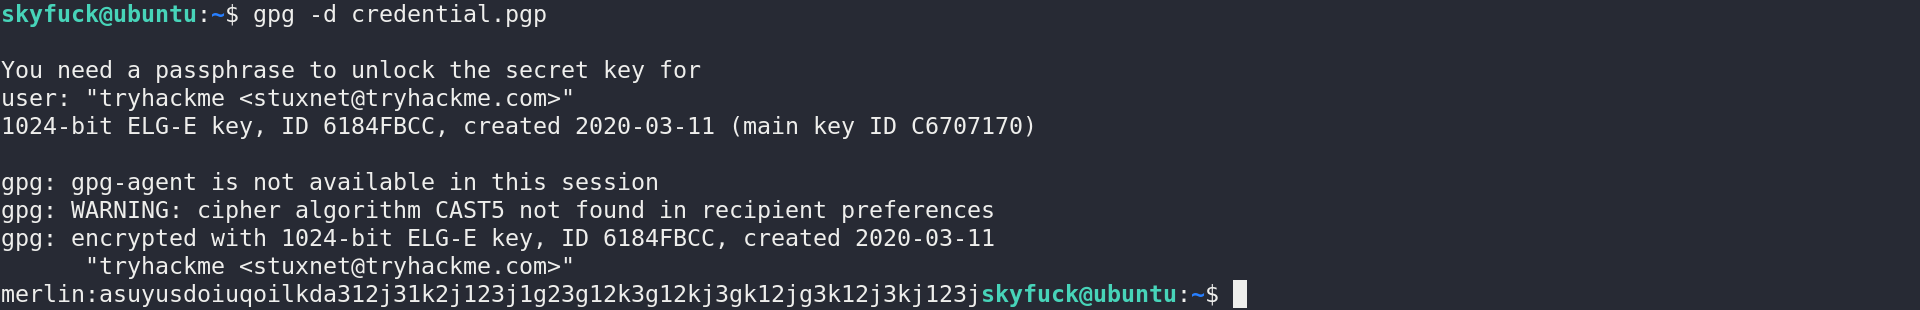 skyfuck@ubuntu:~$ gpg -d credential.pgp
You need a passphrase to unlock the secret key for
user: "tryhackme <stuxnet@tryhackme.com>"
1024-bit ELG-E key, ID 6184FBCC, created 2020-03-11 (main key ID C6707170)
gpg: gpg-agent is not available in this session
gpg: WARNING: cipher algorithm CAST5 not found in recipient preferences
gpg: encrypted with 1024-bit ELG-E key, ID 6184FBCC, created 2020-03-11
"tryhackme <stuxnet@tryhackme.com>"
merlin:asuyusdoiuqoilkda312j31k2j123j1g23g12k3g12kj3gk12jg3k12j3kj123jskyfuck@ubuntu:~$